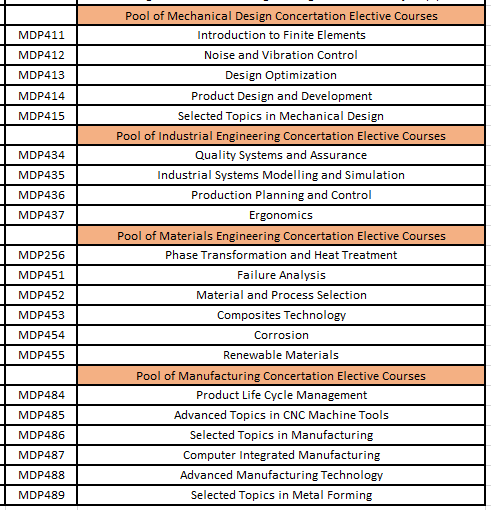 Pool of Mechanical Design Concertation Elective Courses
MDP411 Introduction to Finite Elements
MDP412 Noise and Vibration Control
MDP413 Design Optimization
MDP414 Product Design and Development
MDP415 Selected Topics in Mechanical Design
Pool of Industrial Engineering Concertation Elective Courses
MDP434 Quality Systems and Assurance
MDP435 Industrial Systems Modelling and Simulation
MDP436 Production Planning and Control
MDP437 Ergonomics
Pool of Materials Engineering Concertation Elective Courses
MDP256 Phase Transformation and Heat Treatment
MDP451 Failure Analysis
MDP452 Material and Process Selection
MDP453 Composites Technology
MDP454 Corrosion
MDP455 Renewable Materials
Pool of Manufacturing Concertation Elective Courses
MDP484 Product Life Cycle Management
MDP485 Advanced Topics in CNC Machine Tools
MDP486 Selected Topics in Manufacturing
MDP487 Computer Integrated Manufacturing
MDP488 Advanced Manufacturing Technology
MDP489 Selected Topics in Metal Forming